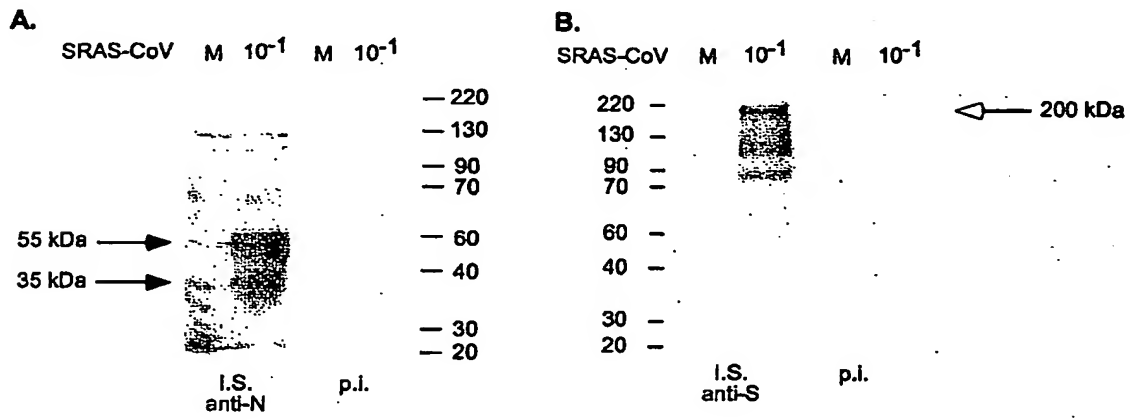 A.
SRAS-CoV M 10⁻¹ M 10⁻¹
220
130
90
70
55 kDa
60
35 kDa
40
30
20
I.S. p.i.
anti-N
B.
SRAS-CoV M 10⁻¹ M 10⁻¹
220
200 kDa
130
90
70
60
40
30
20
I.S. p.i.
anti-S